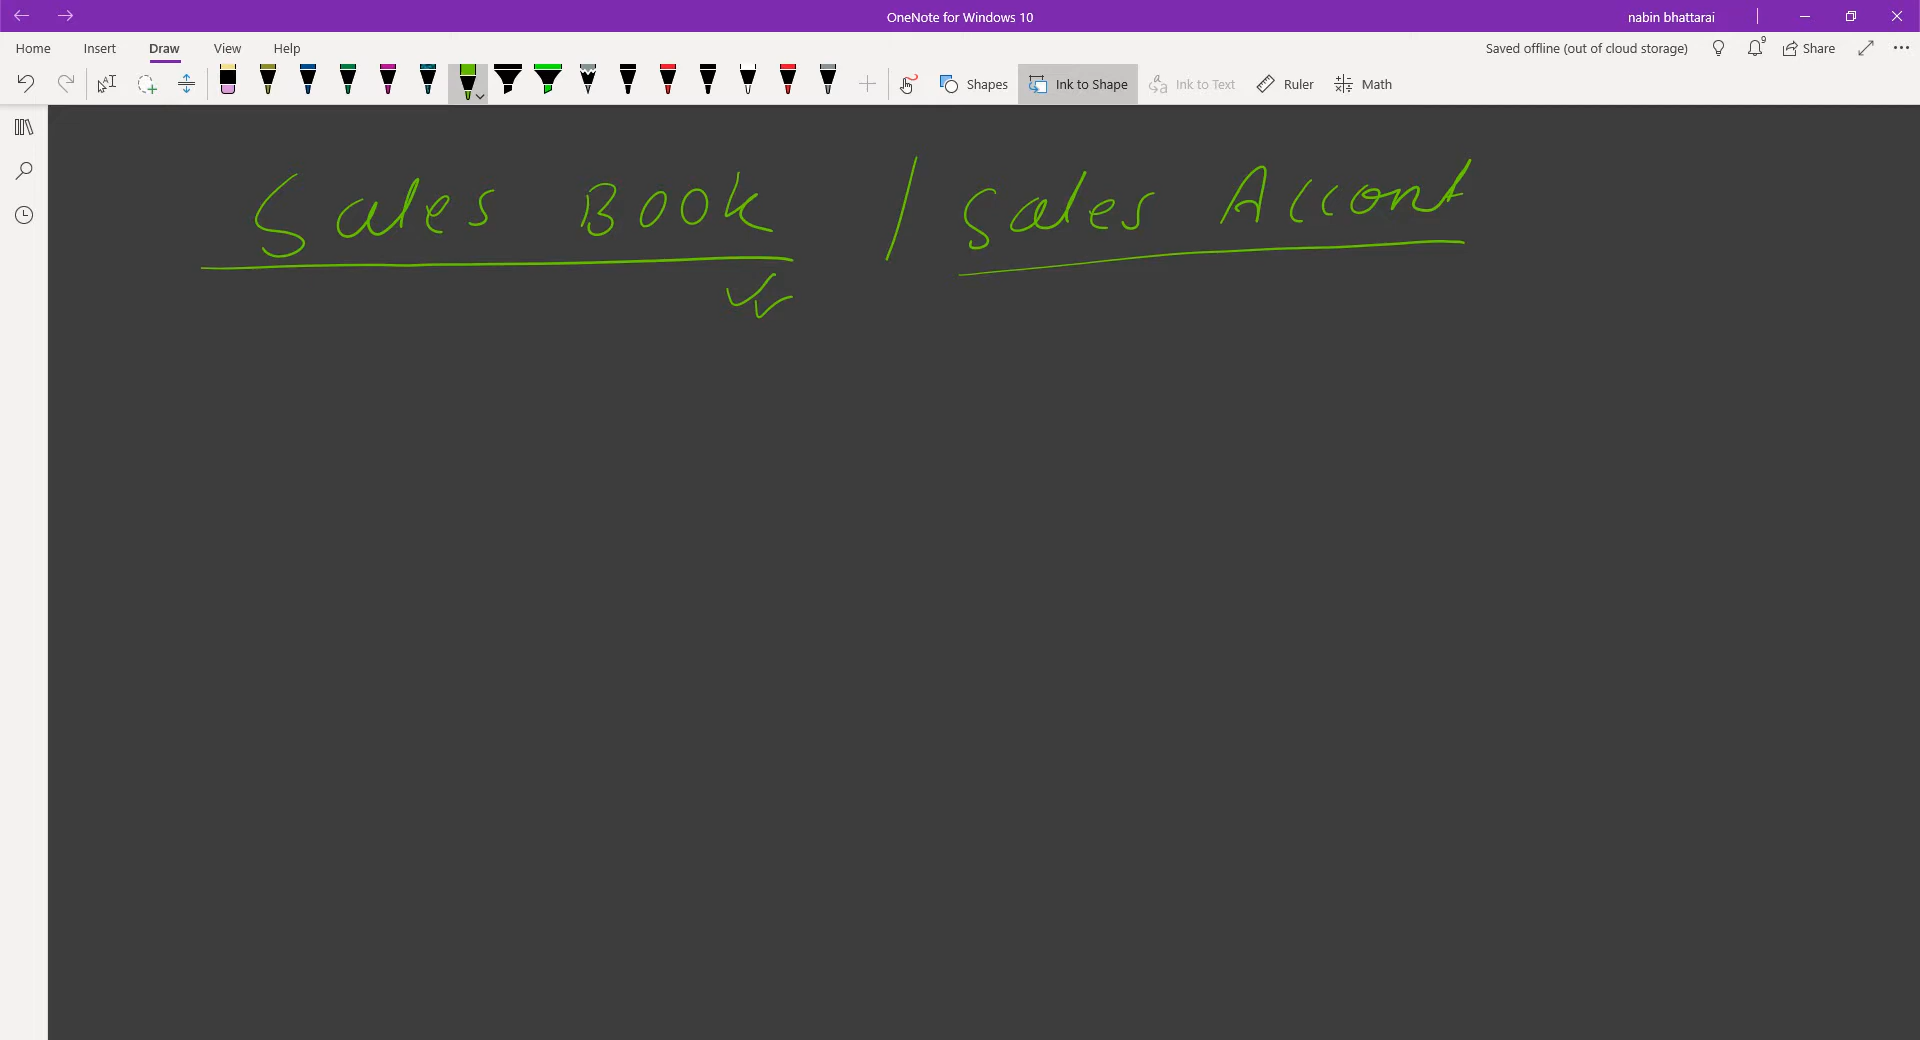 OneNote for Windows 10
nabin bhattarai
Home Insert Draw View Help
Saved offline (out of cloud storage) 9 Share
Shapes Ink to Shape Ink to Text Ruler Math
Sales Book / Sales Accont